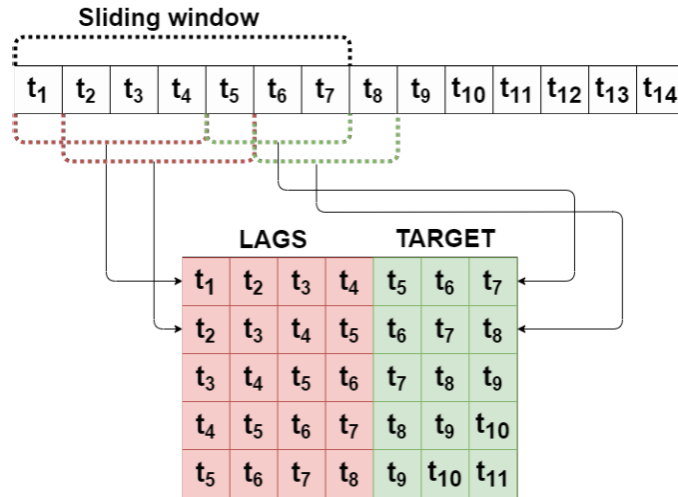 Sliding window
t1 t2 t3 t4 t5 t6 t7 t8 t9 t10 t11 t12 t13 t14
LAGS TARGET
t1 t2 t3 t4 t5 t6 t7
t2 t3 t4 t5 t6 t7 t8
t3 t4 t5 t6 t7 t8 t9
t4 t5 t6 t7 t8 t9 t10
t5 t6 t7 t8 t9 t10 t11